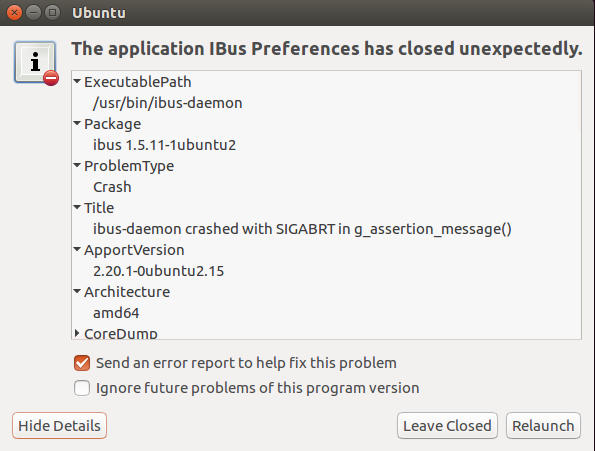 Ubuntu
The application IBus Preferences has closed unexpectedly.
ExecutablePath
/usr/bin/ibus-daemon
Package
ibus 1.5.11-1ubuntu2
ProblemType
Crash
Title
ibus-daemon crashed with SIGABRT in g_assertion_message()
ApportVersion
2.20.1-0ubuntu2.15
Architecture
amd64
CoreDump
Send an error report to help fix this problem
Ignore future problems of this program version
Hide Details
Leave Closed
Relaunch